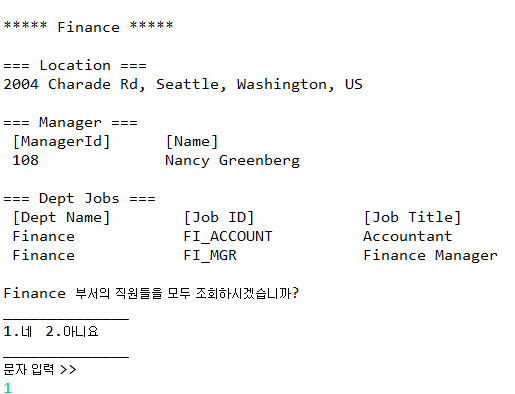 ***** Finance *****
=== Location ===
2004 Charade Rd, Seattle, Washington, US
=== Manager ===
[ManagerId] [Name]
108 Nancy Greenberg
=== Dept Jobs ===
[Dept Name] [Job ID] [Job Title]
Finance FI_ACCOUNT Accountant
Finance FI_MGR Finance Manager
Finance 부서의 직원들을 모두 조회하시겠습니까?
______________
1.네 2.아니요
______________
문자 입력 >>
1